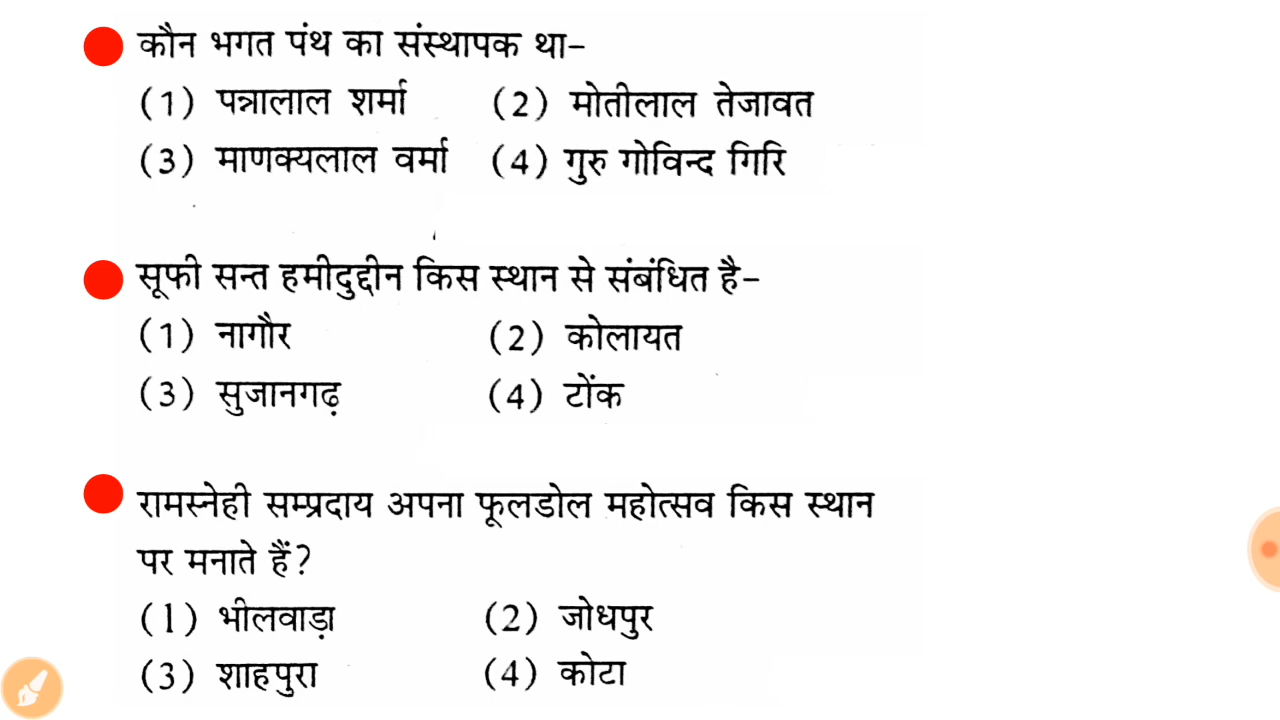 कौन भगत पंथ का संस्थापक था-
(1) पन्नालाल शर्मा (2) मोतीलाल तेजावत
(3) माणक्यलाल वर्मा (4) गुरु गोविन्द गिरि
सूफी सन्त हमीदुद्दीन किस स्थान से संबंधित है-
(1) नागौर (2) कोलायत
(3) सुजानगढ़ (4) टोंक
रामस्नेही सम्प्रदाय अपना फूलडोल महोत्सव किस स्थान
पर मनाते हैं?
(1) भीलवाड़ा (2) जोधपुर
(3) शाहपुरा (4) कोटा